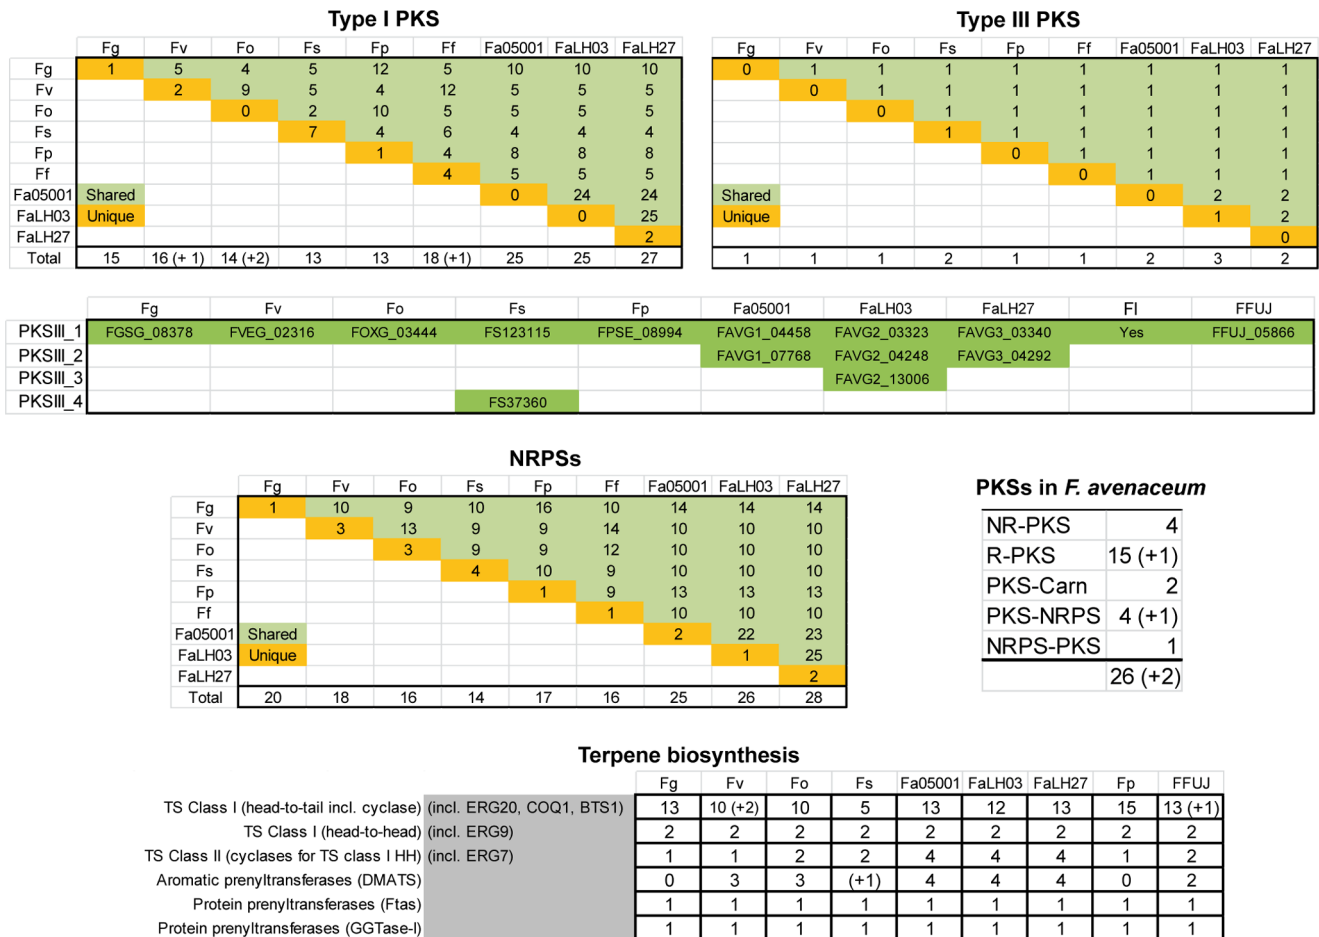 Type I PKS
Fg Fv Fo Fs Fp Ff Fa05001 FaLH03 FaLH27
Fg 1 5 4 5 12 5 10 10 10
Fv 2 9 5 4 12 5 5 5
Fo 0 2 10 5 5 5 5
Fs 7 4 6 4 4 4
Fp 1 4 8 8 8
Ff 4 5 5 5
Fa05001 Shared 0 24 24
FaLH03 Unique 0 25
FaLH27 2
Total 15 16 (+ 1) 14 (+2) 13 13 18 (+1) 25 25 27
Type III PKS
Fg Fv Fo Fs Fp Ff Fa05001 FaLH03 FaLH27
0 1 1 1 1 1 1 1 1
0 1 1 1 1 1 1 1
0 1 1 1 1 1 1
1 1 1 1 1 1
0 1 1 1 1
0 1 1 1
Shared 0 2 2
Unique 1 2
0
1 1 1 2 1 1 2 3 2
Fg Fv Fo Fs Fp Fa05001 FaLH03 FaLH27 FI FFUJ
PKSIII_1 FGSG_08378 FVEG_02316 FOXG_03444 FS123115 FPSE_08994 FAVG1_04458 FAVG2_03323 FAVG3_03340 Yes FFUJ_05866
PKSIII_2 FAVG1_07768 FAVG2_04248 FAVG3_04292
PKSIII_3 FAVG2_13006
PKSIII_4 FS37360
NRPSs
Fg Fv Fo Fs Fp Ff Fa05001 FaLH03 FaLH27
Fg 1 10 9 10 16 10 14 14 14
Fv 3 13 9 9 14 10 10 10
Fo 3 9 9 12 10 10 10
Fs 4 10 9 10 10 10
Fp 1 9 13 13 13
Ff 1 10 10 10
Fa05001 Shared 2 22 23
FaLH03 Unique 1 25
FaLH27 2
Total 20 18 16 14 17 16 25 26 28
PKSs in F. avenaceum
NR-PKS 4
R-PKS 15 (+1)
PKS-Carn 2
PKS-NRPS 4 (+1)
NRPS-PKS 1
26 (+2)
Terpene biosynthesis
Fg Fv Fo Fs Fa05001 FaLH03 FaLH27 Fp FFUJ
TS Class I (head-to-tail incl. cyclase) (incl. ERG20, COQ1, BTS1) 13 10 (+2) 10 5 13 12 13 15 13 (+1)
TS Class I (head-to-head) (incl. ERG9) 2 2 2 2 2 2 2 2 2
TS Class II (cyclases for TS class I HH) (incl. ERG7) 1 1 2 2 4 4 4 1 2
Aromatic prenyltransferases (DMATS) 0 3 3 (+1) 4 4 4 0 2
Protein prenyltransferases (Ftas) 1 1 1 1 1 1 1 1 1
Protein prenyltransferases (GGTase-I) 1 1 1 1 1 1 1 1 1